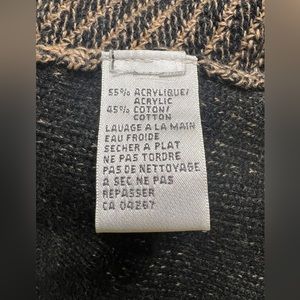 55% ACRYLIQUE/
ACRYLIC
45% COTON/
COTTON
LAUAGE A LA MAIN
EAU FROIDE
SECHER A PLAT
NE PAS TORDRE
PAS DE NETTOYAGE
A SEC NE PAS
REPASSER
CA 04267